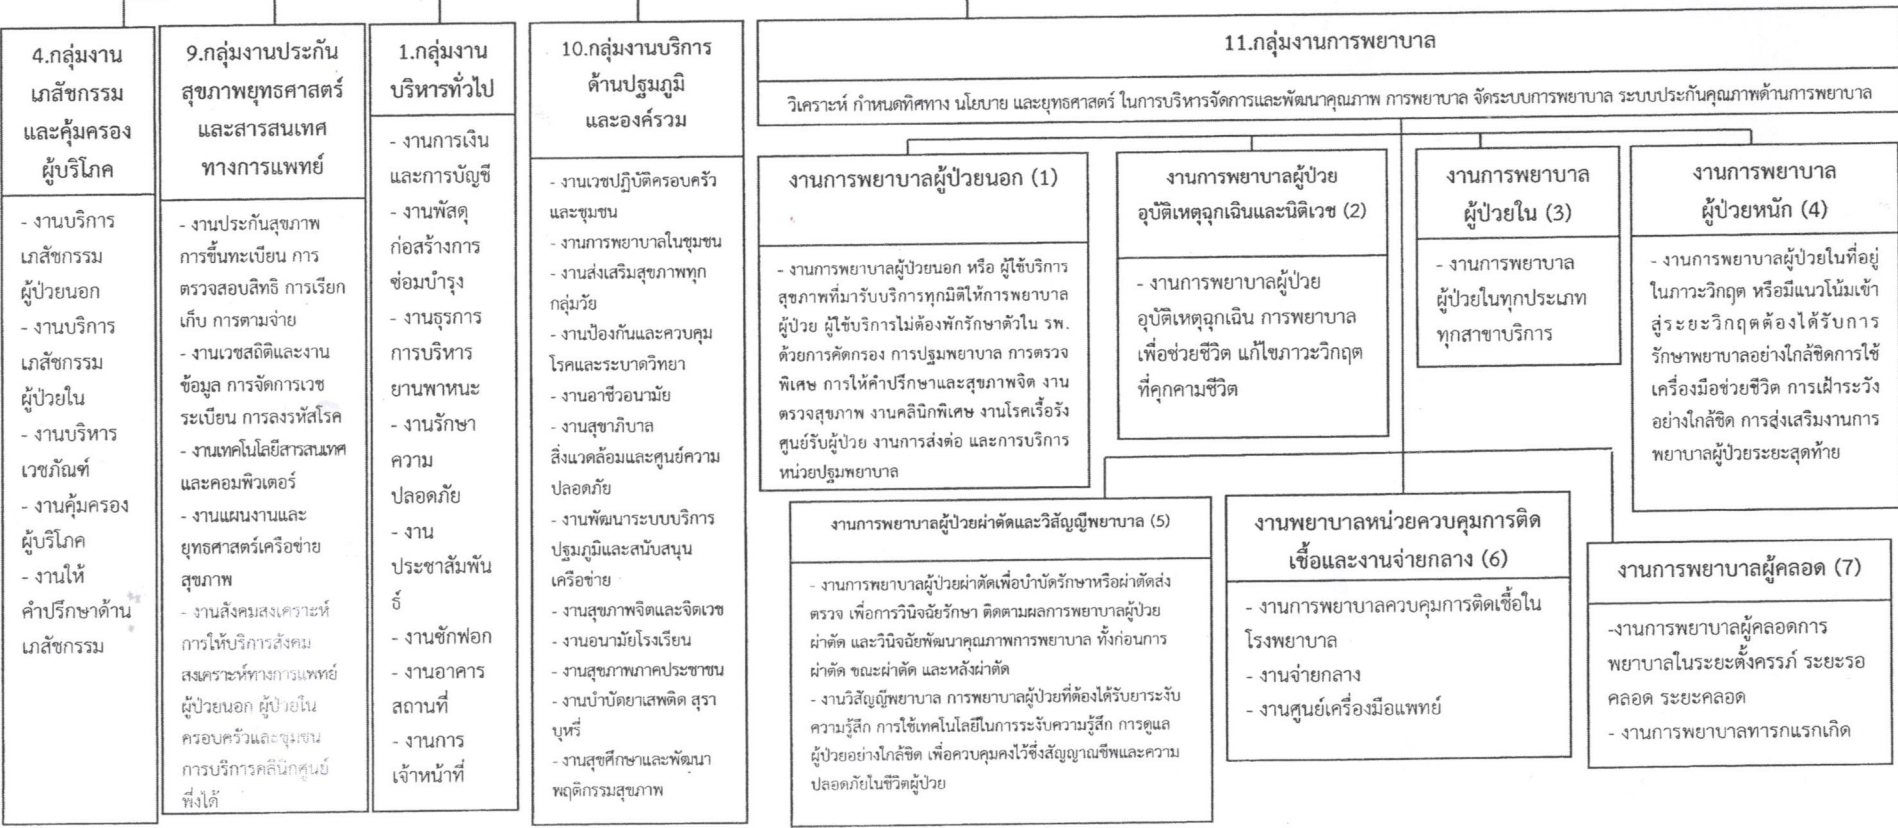 4.กลุ่มงาน
เภสัชกรรม
และคุ้มครอง
ผู้บริโภค
- งานบริการ
เภสัชกรรม
ผู้ป่วยนอก
- งานบริการ
เภสัชกรรม
ผู้ป่วยใน
- งานบริหาร
เวชภัณฑ์
- งานคุ้มครอง
ผู้บริโภค
- งานให้
คำปรึกษาด้าน
เภสัชกรรม
9.กลุ่มงานประกัน
สุขภาพยุทธศาสตร์
และสารสนเทศ
ทางการแพทย์
- งานประกันสุขภาพ
การขึ้นทะเบียน การ
ตรวจสอบสิทธิ การเรียก
เก็บ การตามจ่าย
- งานเวชสถิติและงาน
ข้อมูล การจัดการเวช
ระเบียน การลงรหัสโรค
- งานเทคโนโลยีสารสนเทศ
และคอมพิวเตอร์
- งานแผนงานและ
ยุทธศาสตร์เครือข่าย
สุขภาพ
- งานสังคมสงเคราะห์
การให้บริการสังคม
สงเคราะห์ทางการแพทย์
ผู้ป่วยนอก ผู้ป่วยใน
ครอบครัวและชุมชน
การบริการคลินิกศูนย์
พึ่งได้
1.กลุ่มงาน
บริหารทั่วไป
- งานการเงิน
และการบัญชี
- งานพัสดุ
ก่อสร้างการ
ซ่อมบำรุง
- งานธุรการ
การบริหาร
ยานพาหนะ
- งานรักษา
ความ
ปลอดภัย
- งาน
ประชาสัมพัน
ธ์
- งานซักฟอก
- งานอาคาร
สถานที่
- งานการ
เจ้าหน้าที่
10.กลุ่มงานบริการ
ด้านปฐมภูมิ
และองค์รวม
- งานเวชปฏิบัติครอบครัว
และชุมชน
- งานการพยาบาลในชุมชน
- งานส่งเสริมสุขภาพทุก
กลุ่มวัย
- งานป้องกันและควบคุม
โรคและระบาดวิทยา
- งานอาชีวอนามัย
- งานสุขาภิบาล
สิ่งแวดล้อมและศูนย์ความ
ปลอดภัย
- งานพัฒนาระบบบริการ
ปฐมภูมิและสนับสนุน
เครือข่าย
- งานสุขภาพจิตและจิตเวช
- งานอนามัยโรงเรียน
- งานสุขภาพภาคประชาชน
- งานบำบัดยาเสพติด สุรา
บุหรี่
- งานสุขศึกษาและพัฒนา
พฤติกรรมสุขภาพ
11.กลุ่มงานการพยาบาล
วิเคราะห์ กำหนดทิศทาง นโยบาย และยุทธศาสตร์ ในการบริหารจัดการและพัฒนาคุณภาพ การพยาบาล จัดระบบการพยาบาล ระบบประกันคุณภาพด้านการพยาบาล
งานการพยาบาลผู้ป่วยนอก (1)
- งานการพยาบาลผู้ป่วยนอก หรือ ผู้ใช้บริการ
สุขภาพที่มารับบริการทุกมิติให้การพยาบาล
ผู้ป่วย ผู้ใช้บริการไม่ต้องพักรักษาตัวใน รพ.
ด้วยการคัดกรอง การปฐมพยาบาล การตรวจ
พิเศษ การให้คำปรึกษาและสุขภาพจิต งาน
ตรวจสุขภาพ งานคลินิกพิเศษ งานโรคเรื้อรัง
ศูนย์รับผู้ป่วย งานการส่งต่อ และการบริการ
หน่วยปฐมพยาบาล
งานการพยาบาลผู้ป่วย
อุบัติเหตุฉุกเฉินและนิติเวช (2)
- งานการพยาบาลผู้ป่วย
อุบัติเหตุฉุกเฉิน การพยาบาล
เพื่อช่วยชีวิต แก้ไขภาวะวิกฤต
ที่คุกคามชีวิต
งานการพยาบาล
ผู้ป่วยใน (3)
- งานการพยาบาล
ผู้ป่วยในทุกประเภท
ทุกสาขาบริการ
งานการพยาบาล
ผู้ป่วยหนัก (4)
- งานการพยาบาลผู้ป่วยในที่อยู่
ในภาวะวิกฤต หรือมีแนวโน้มเข้า
สู่ระยะวิกฤตต้องได้รับการ
รักษาพยาบาลอย่างใกล้ชิดการใช้
เครื่องมือช่วยชีวิต การเฝ้าระวัง
อย่างใกล้ชิด การส่งเสริมงานการ
พยาบาลผู้ป่วยระยะสุดท้าย
งานการพยาบาลผู้ป่วยผ่าตัดและวิสัญญีพยาบาล (5)
- งานการพยาบาลผู้ป่วยผ่าตัดเพื่อบำบัดรักษาหรือผ่าตัดส่ง
ตรวจ เพื่อการวินิจฉัยรักษา ติดตามผลการพยาบาลผู้ป่วย
ผ่าตัด และวินิจฉัยพัฒนาคุณภาพการพยาบาล ทั้งก่อนการ
ผ่าตัด ขณะผ่าตัด และหลังผ่าตัด
- งานวิสัญญีพยาบาล การพยาบาลผู้ป่วยที่ต้องได้รับยาระงับ
ความรู้สึก การใช้เทคโนโลยีในการระงับความรู้สึก การดูแล
ผู้ป่วยอย่างใกล้ชิด เพื่อควบคุมคงไว้ซึ่งสัญญาณชีพและความ
ปลอดภัยในชีวิตผู้ป่วย
งานพยาบาลหน่วยควบคุมการติด
เชื้อและงานจ่ายกลาง (6)
- งานการพยาบาลควบคุมการติดเชื้อใน
โรงพยาบาล
- งานจ่ายกลาง
- งานศูนย์เครื่องมือแพทย์
งานการพยาบาลผู้คลอด (7)
-งานการพยาบาลผู้คลอดการ
พยาบาลในระยะตั้งครรภ์ ระยะรอ
คลอด ระยะคลอด
- งานการพยาบาลทารกแรกเกิด